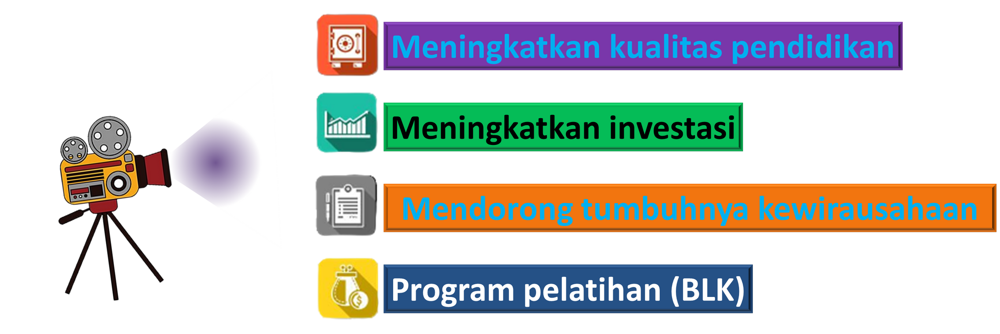 Meningkatkan kualitas pendidikan
Meningkatkan investasi
Mendorong tumbuhnya kewirausahaan
Program pelatihan (BLK)